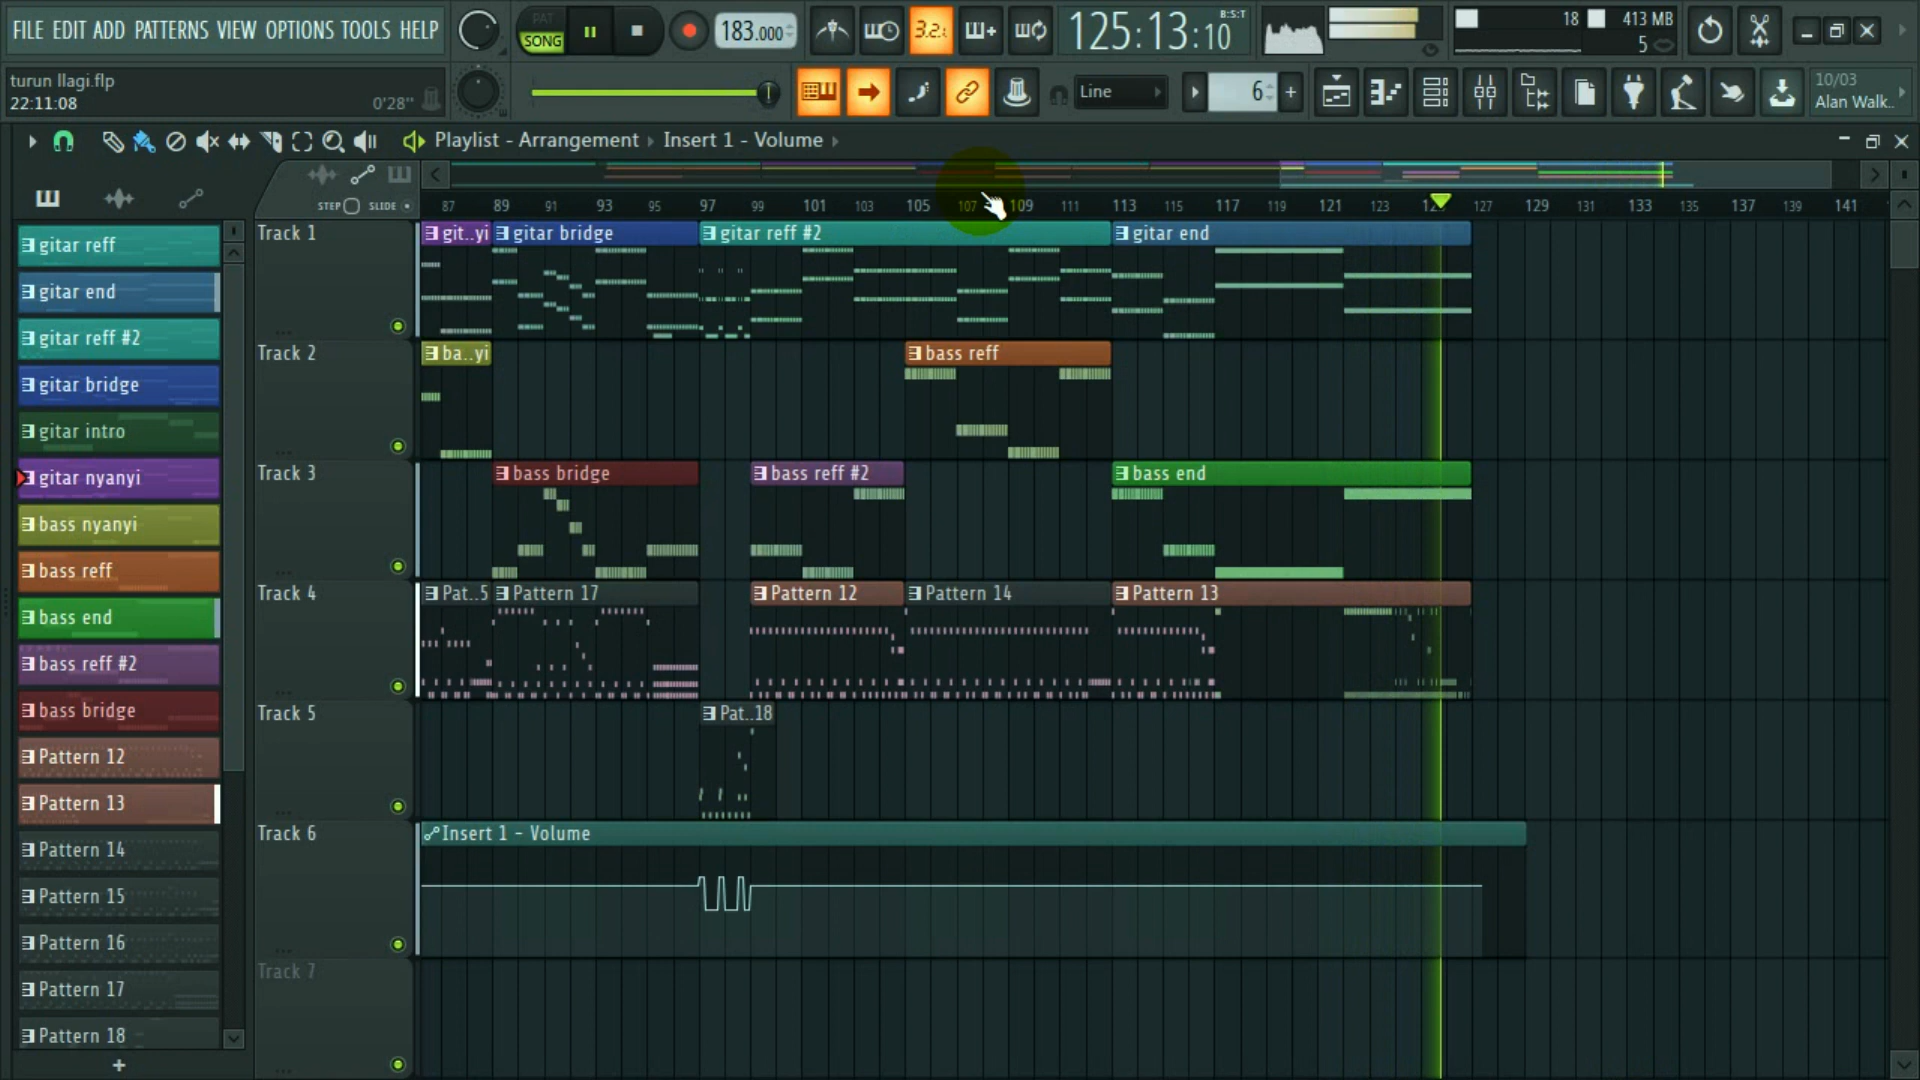 FILE EDIT ADD PATTERNS VIEW OPTIONS TOOLS HELP
PAT
SONG
183.000
3.2.
125:13:10
B:S:T
18
413 MB
5
turun llagi.flp
22:11:08
0'28"
Line
6
10/03
Alan Walk..
Playlist - Arrangement
Insert 1 - Volume
STEP
SLIDE
87 89 91 93 95 97 99 101 103 105 107 109 111 113 115 117 119 121 123 127 129 131 133 135 137 139 141
gitar reff
gitar end
gitar reff #2
gitar bridge
gitar intro
gitar nyanyi
bass nyanyi
bass reff
bass end
bass reff #2
bass bridge
Pattern 12
Pattern 13
Pattern 14
Pattern 15
Pattern 16
Pattern 17
Pattern 18
Track 1
git..yi
gitar bridge
gitar reff #2
gitar end
Track 2
ba..yi
bass reff
Track 3
bass bridge
bass reff #2
bass end
Track 4
Pat..5
Pattern 17
Pattern 12
Pattern 14
Pattern 13
Track 5
Pat..18
Track 6
Insert 1 - Volume
Track 7